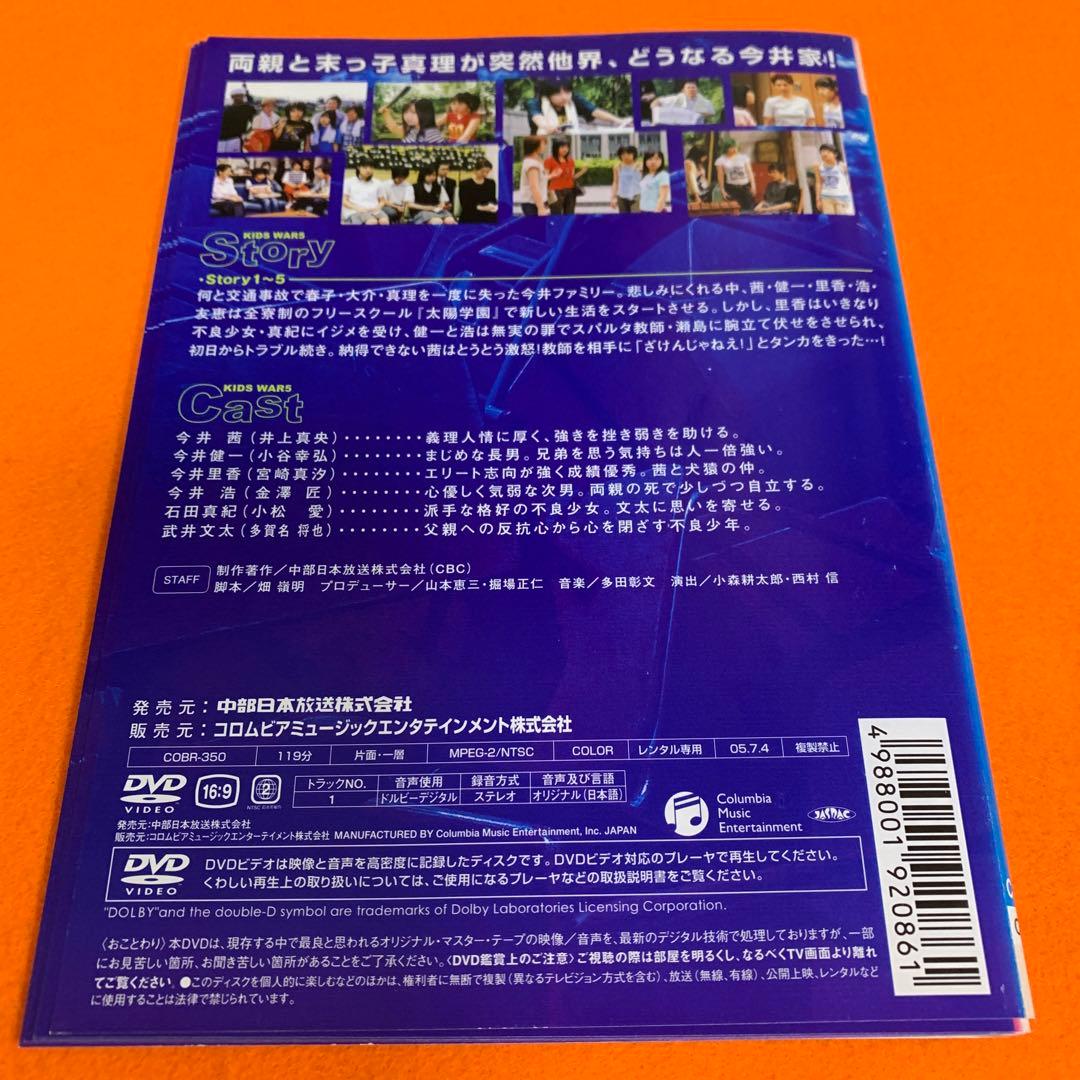 両親と末っ子真理が突然他界、どうなる今井家!
KIDS WAR5
Story
・Story1〜5
何と交通事故で春子・大介・真理を一度に失った今井ファミリー。悲しみにくれる中、茜・健一・里香・浩・
友恵は全寮制のフリースクール『太陽学園』で新しい生活をスタートさせる。しかし、里香はいきなり
不良少女・真紀にイジメを受け、健一と浩は無実の罪でスパルタ教師・瀬島に腕立て伏せをさせられ、
初日からトラブル続き。納得できない茜はとうとう激怒!教師を相手に「ざけんじゃねえ!」とタンカをきった…!
KIDS WAR5
Cast
今井 茜(井上真央)・・・・・・・・義理人情に厚く、強きを挫き弱きを助ける。
今井健一(小谷幸弘)・・・・・・・・まじめな長男。兄弟を思う気持ちは人一倍強い。
今井里香(宮崎真汐)・・・・・・・・エリート志向が強く成績優秀。茜と犬猿の仲。
今井 浩(金澤 匠)・・・・・・・・心優しく気弱な次男。両親の死で少しづつ自立する。
石田真紀(小松 愛)・・・・・・・・派手な格好の不良少女。文太に思いを寄せる。
武井文太(多賀名 将也)・・・・・・・・父親への反抗心から心を閉ざす不良少年。
STAFF
制作著作/中部日本放送株式会社(CBC)
脚本/畑 嶺明 プロデューサー/山本恵三・堀場正仁 音楽/多田彰文 演出/小森耕太郎・西村 信
発売元:中部日本放送株式会社
販売元:コロムビアミュージックエンタテインメント株式会社
COBR-350 119分 片面・一層 MPEG-2/NTSC COLOR レンタル専用 05.7.4 複製禁止
DVD VIDEO 16:9 2 NTSC 日本市場向
トラックNO. 音声使用 録音方式 音声及び言語
1 ドルビーデジタル ステレオ オリジナル(日本語)
Columbia Music Entertainment
JASRAC
発売元:中部日本放送株式会社
販売元:コロムビアミュージックエンターテイメント株式会社 MANUFACTURED BY Columbia Music Entertainment, Inc. JAPAN
DVD VIDEO
DVDビデオは映像と音声を高密度に記録したディスクです。DVDビデオ対応のプレーヤで再生してください。
くわしい再生上の取り扱いについては、ご使用になるプレーヤなどの取扱説明書をご覧ください。
"DOLBY"and the double-D symbol are trademarks of Dolby Laboratories Licensing Corporation.
〈おことわり〉本DVDは、現存する中で最良と思われるオリジナル・マスター・テープの映像/音声を、最新のデジタル技術で処理しておりますが、一部
にお見苦しい箇所、お聞き苦しい箇所があることをご了承ください。〈DVD鑑賞上のご注意〉ご視聴の際は部屋を明るくし、なるべくTV画面より離れ
てご覧ください。●このディスクを個人的に楽しむなどのほかは、権利者に無断で複製(異なるテレビジョン方式を含む)、放送(無線、有線)、公開上映、レンタルなど
に使用することは法律で禁じられています。
4 988001 920861